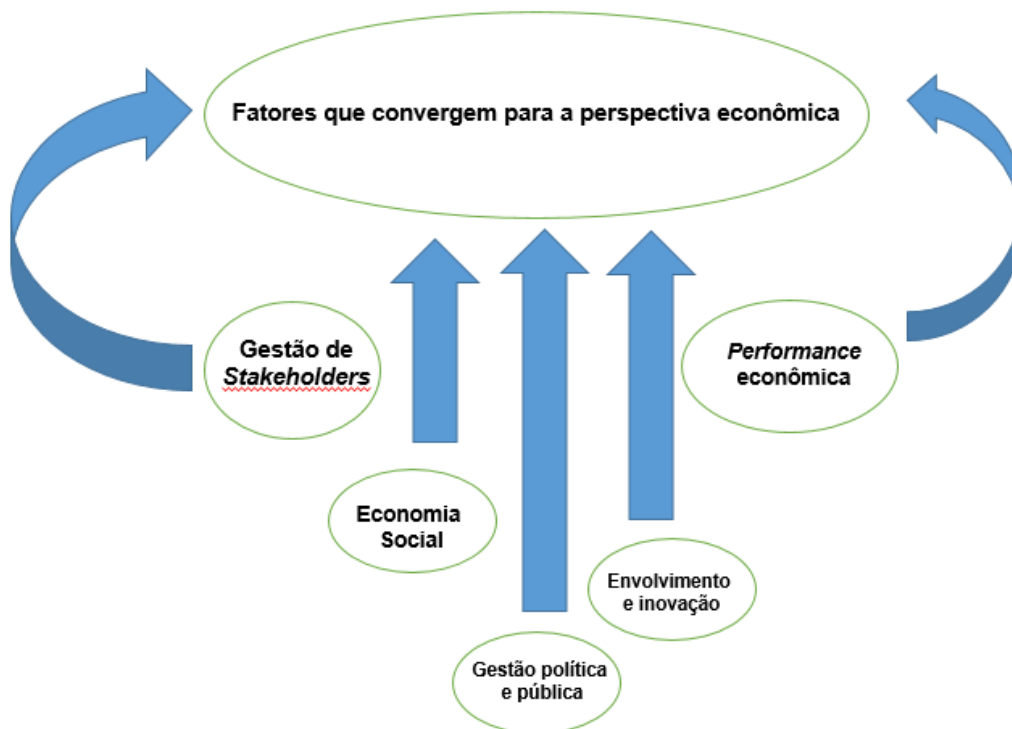 Fatores que convergem para a perspectiva econômica
Gestão de
Stakeholders
Performance
econômica
Economia
Social
Envolvimento
e inovação
Gestão política
e pública